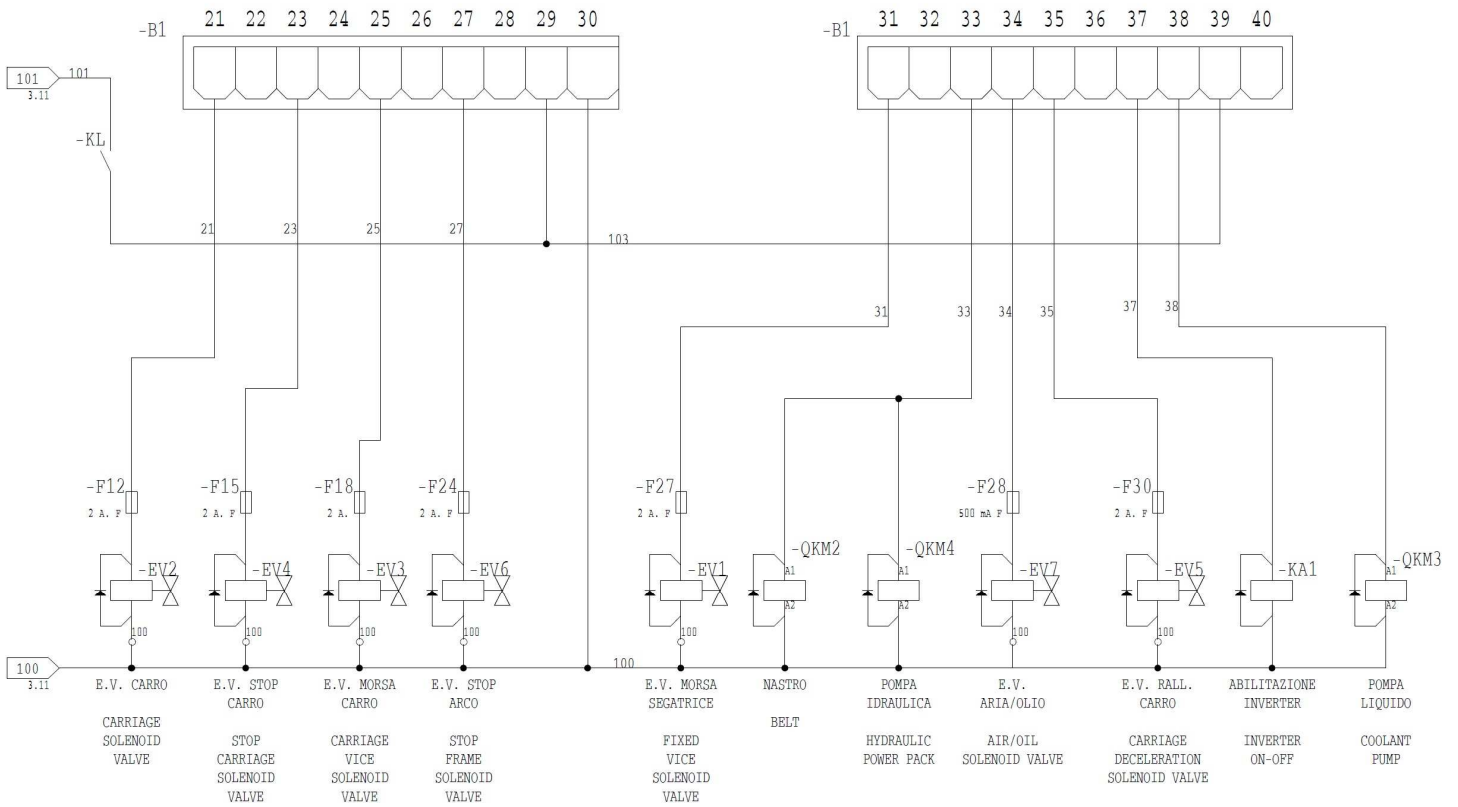 21 22 23 24 25 26 27 28 29 30
31 32 33 34 35 36 37 38 39 40
-B1
-B1
101
101
3.11
-KL
21
23
25
27
103
31
33
34
35
37
38
-F12
2 A. F
-F15
2 A. F
-F18
2 A.
-F24
2 A. F
-F27
2 A. F
-F28
500 mA F
-F30
2 A. F
-EV2
-EV4
-EV3
-EV6
-EV1
-QKM2
A1
A2
-QKM4
A1
A2
-EV7
-EV5
-KA1
-QKM3
A1
A2
100
100
100
100
100
100
100
100
3.11
100
E.V. CARRO
CARRIAGE
SOLENOID
VALVE
E.V. STOP
CARRO
STOP
CARRIAGE
SOLENOID
VALVE
E.V. MORSA
CARRO
CARRIAGE
VICE
SOLENOID
VALVE
E.V. STOP
ARCO
STOP
FRAME
SOLENOID
VALVE
E.V. MORSA
SEGATRICE
FIXED
VICE
SOLENOID
VALVE
NASTRO
BELT
POMPA
IDRAULICA
HYDRAULIC
POWER PACK
E.V.
ARIA/OLIO
AIR/OIL
SOLENOID VALVE
E.V. RALL.
CARRO
CARRIAGE
DECELERATION
SOLENOID VALVE
ABILITAZIONE
INVERTER
INVERTER
ON-OFF
POMPA
LIQUIDO
COOLANT
PUMP